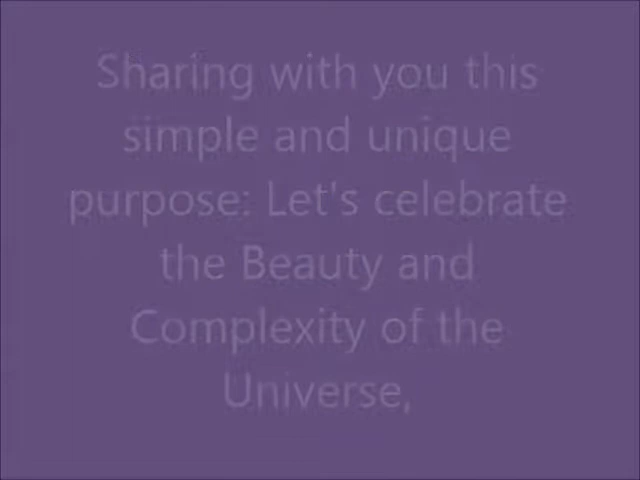 Sharing with you this
simple and unique
purpose: Let's celebrate
the Beauty and
Complexity of the
Universe,